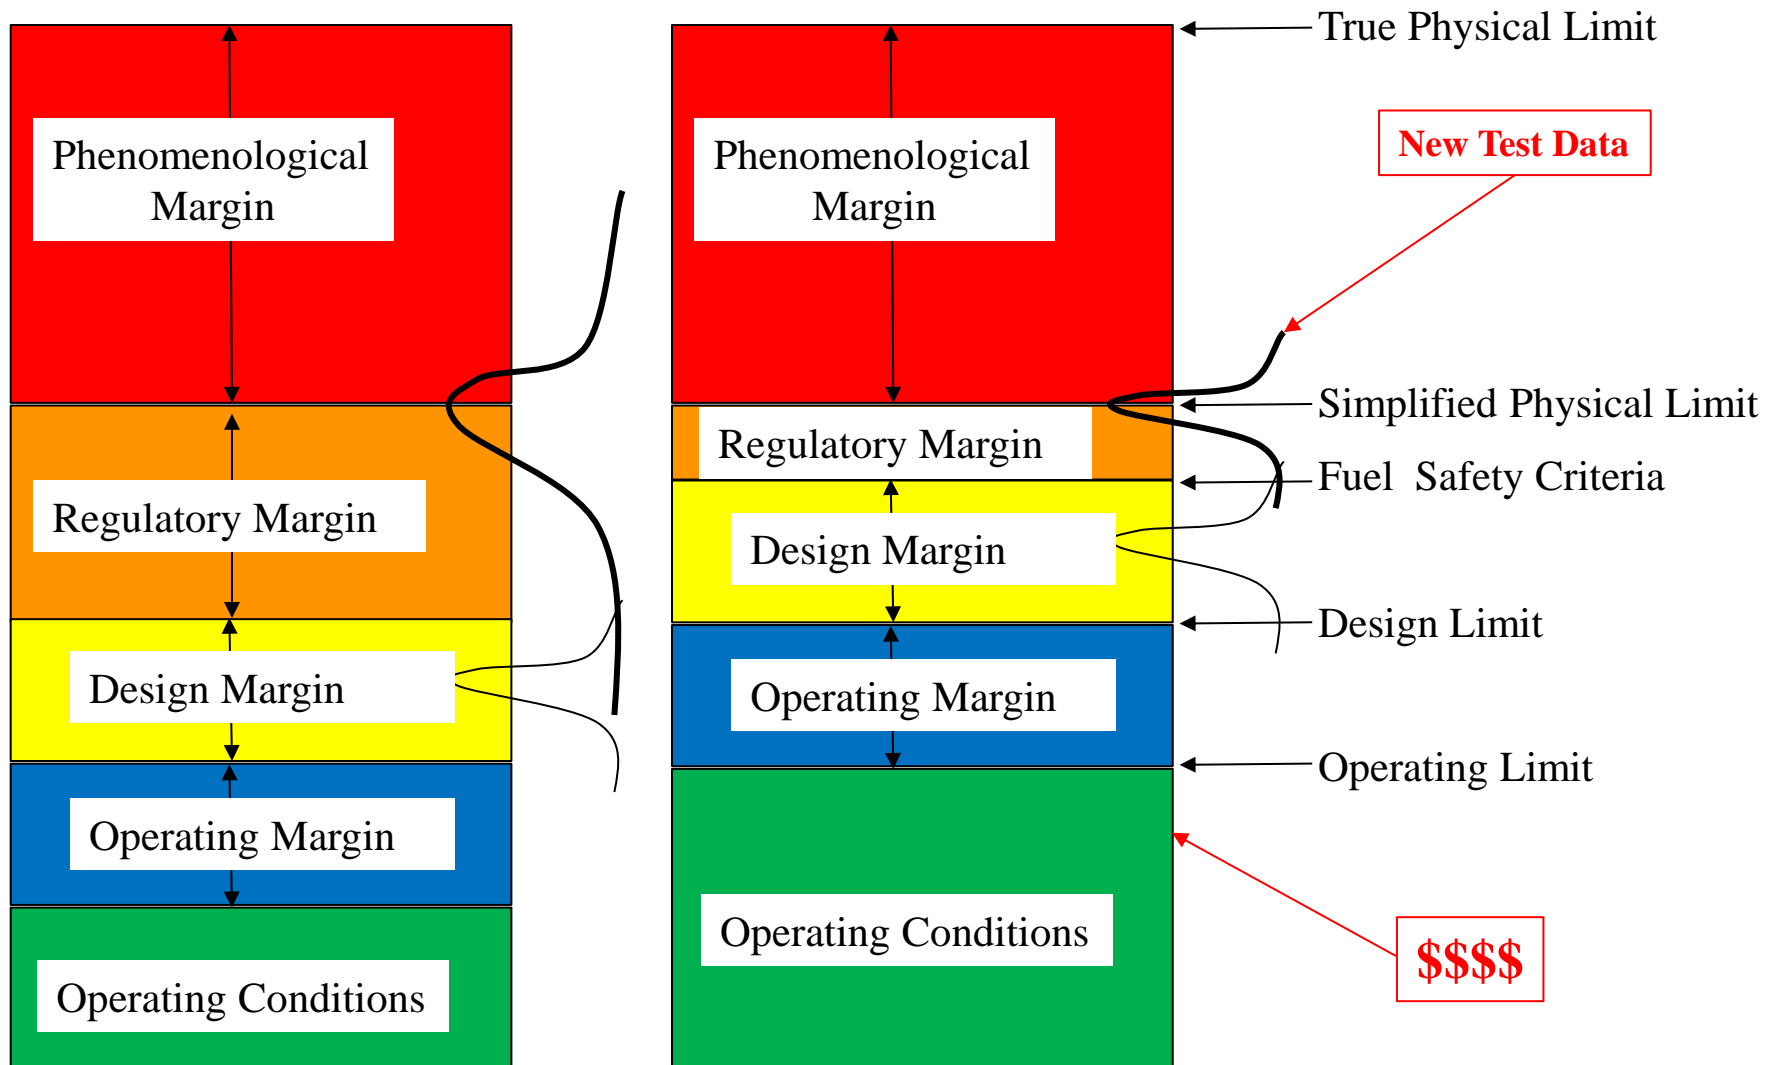 Phenomenological
Margin
Regulatory Margin
Design Margin
Operating Margin
Operating Conditions
Phenomenological
Margin
Regulatory Margin
Design Margin
Operating Margin
Operating Conditions
True Physical Limit
New Test Data
Simplified Physical Limit
Fuel  Safety Criteria
Design Limit
Operating Limit
$$$$